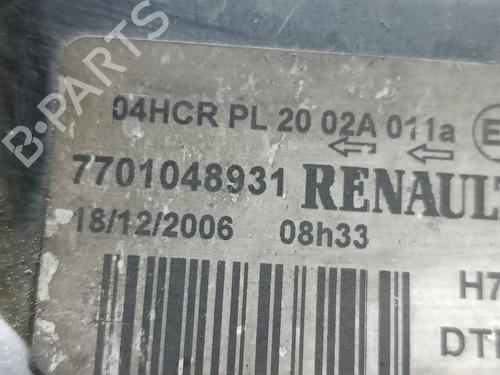 B-PARTS
04HCR PL 20 02A 011a E
7701048931 RENAULT
18/12/2006 08h33
H7
DT